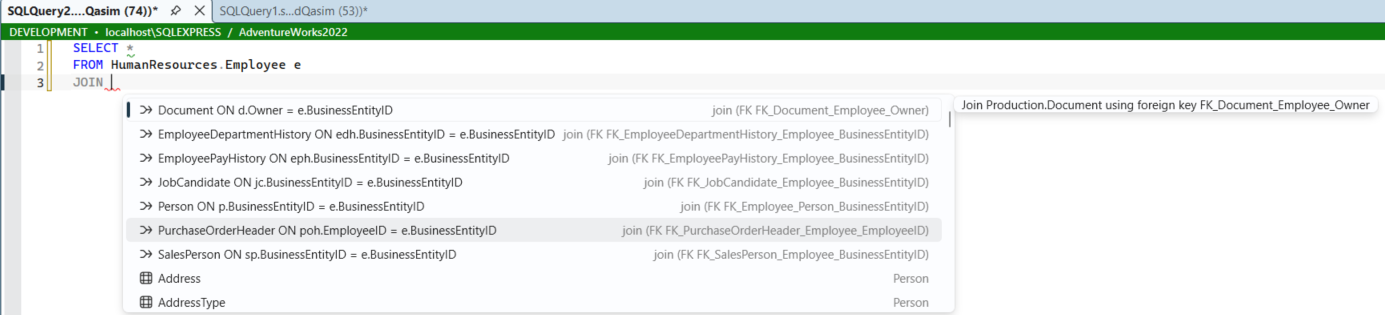 SQLQuery2....Qasim (74))*
SQLQuery1.s...dQasim (53))*
DEVELOPMENT • localhost\SQLEXPRESS / AdventureWorks2022
1 SELECT *
2 FROM HumanResources.Employee e
3 JOIN
Document ON d.Owner = e.BusinessEntityID join (FK FK_Document_Employee_Owner)
Join Production.Document using foreign key FK_Document_Employee_Owner
EmployeeDepartmentHistory ON edh.BusinessEntityID = e.BusinessEntityID join (FK FK_EmployeeDepartmentHistory_Employee_BusinessEntityID)
EmployeePayHistory ON eph.BusinessEntityID = e.BusinessEntityID join (FK FK_EmployeePayHistory_Employee_BusinessEntityID)
JobCandidate ON jc.BusinessEntityID = e.BusinessEntityID join (FK FK_JobCandidate_Employee_BusinessEntityID)
Person ON p.BusinessEntityID = e.BusinessEntityID join (FK FK_Employee_Person_BusinessEntityID)
PurchaseOrderHeader ON poh.EmployeeID = e.BusinessEntityID join (FK FK_PurchaseOrderHeader_Employee_EmployeeID)
SalesPerson ON sp.BusinessEntityID = e.BusinessEntityID join (FK FK_SalesPerson_Employee_BusinessEntityID)
Address Person
AddressType Person